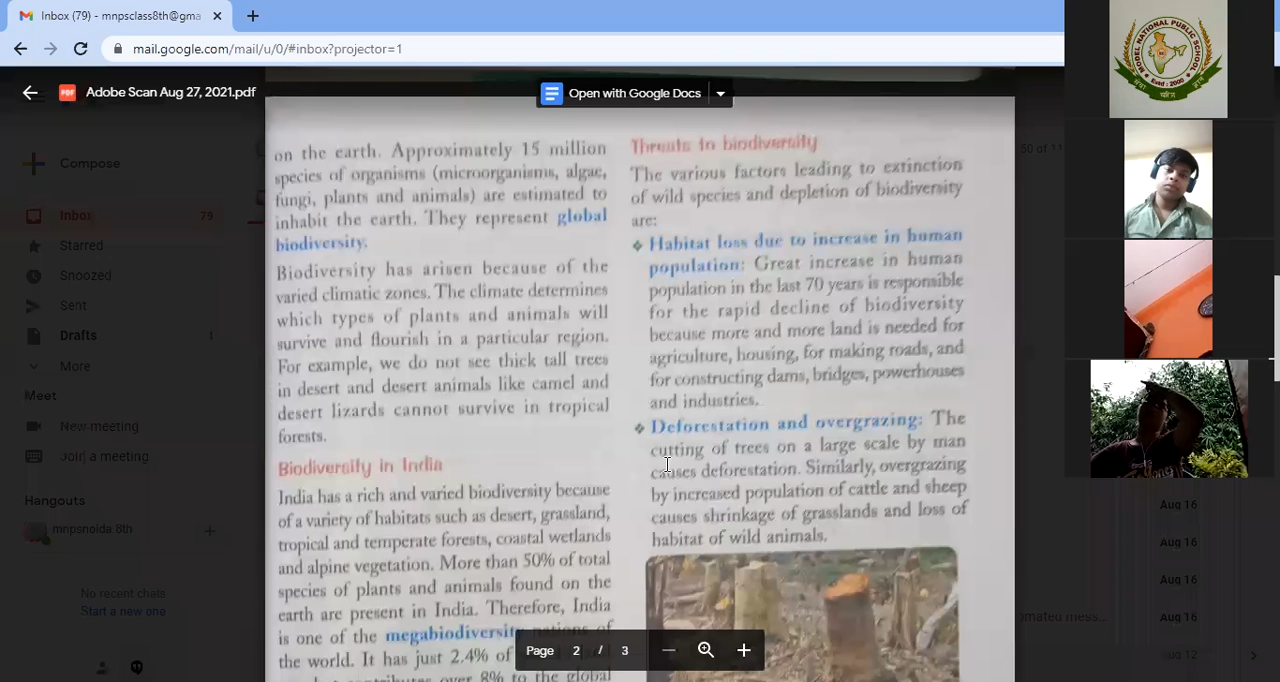 Inbox (79) - mnpsclass8th@gma
mail.google.com/mail/u/0/#inbox?projector=1
Adobe Scan Aug 27, 2021.pdf
Open with Google Docs
Compose
Inbox 79
Starred
Snoozed
Sent
Drafts 1
More
Meet
New meeting
Join a meeting
Hangouts
mnpsnoida 8th
No recent chats
Start a new one
on the earth. Approximately 15 million
species of organisms (microorganisms, algae,
fungi, plants and animals) are estimated to
inhabit the earth. They represent global
biodiversity.
Biodiversity has arisen because of the
varied climatic zones. The climate determines
which types of plants and animals will
survive and flourish in a particular region.
For example, we do not see thick tall trees
in desert and desert animals like camel and
desert lizards cannot survive in tropical
forests.
Biodiversity in India
India has a rich and varied biodiversity because
of a variety of habitats such as desert, grassland,
tropical and temperate forests, coastal wetlands
and alpine vegetation. More than 50% of total
species of plants and animals found on the
earth are present in India. Therefore, India
is one of the megabiodiversity nations of
the world. It has just 2.4% of
contributes over 8% to the global
Threats to biodiversity
The various factors leading to extinction
of wild species and depletion of biodiversity
are:
❖ Habitat loss due to increase in human
population: Great increase in human
population in the last 70 years is responsible
for the rapid decline of biodiversity
because more and more land is needed for
agriculture, housing, for making roads, and
for constructing dams, bridges, powerhouses
and industries.
❖ Deforestation and overgrazing: The
cutting of trees on a large scale by man
causes deforestation. Similarly, overgrazing
by increased population of cattle and sheep
causes shrinkage of grasslands and loss of
habitat of wild animals.
Page 2 / 3
MODEL NATIONAL PUBLIC SCHOOL
Estd : 2000
50 of 11
Aug 16
Aug 16
Aug 16
Aug 16
Aug 12